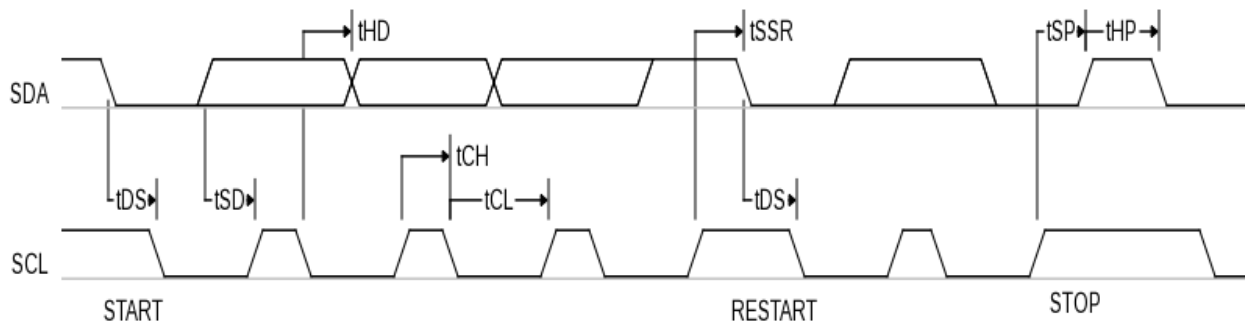 tHD tSSR tSP tHP
SDA
tCH
tDS tSD tCL tDS
SCL
START RESTART STOP